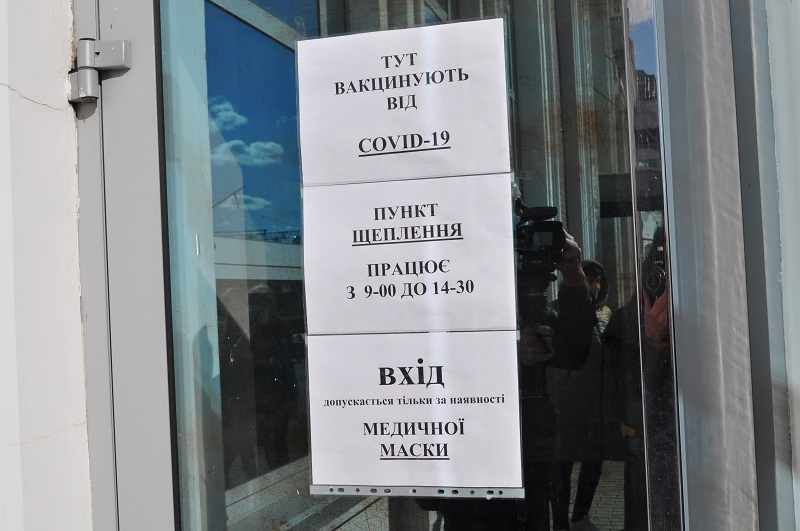 ТУТ
ВАКЦИНУЮТЬ
ВІД
COVID-19
ПУНКТ
ЩЕПЛЕННЯ
ПРАЦЮЄ
З 9-00 ДО 14-30
ВХІД
допускається тільки за наявності
МЕДИЧНОЇ
МАСКИ